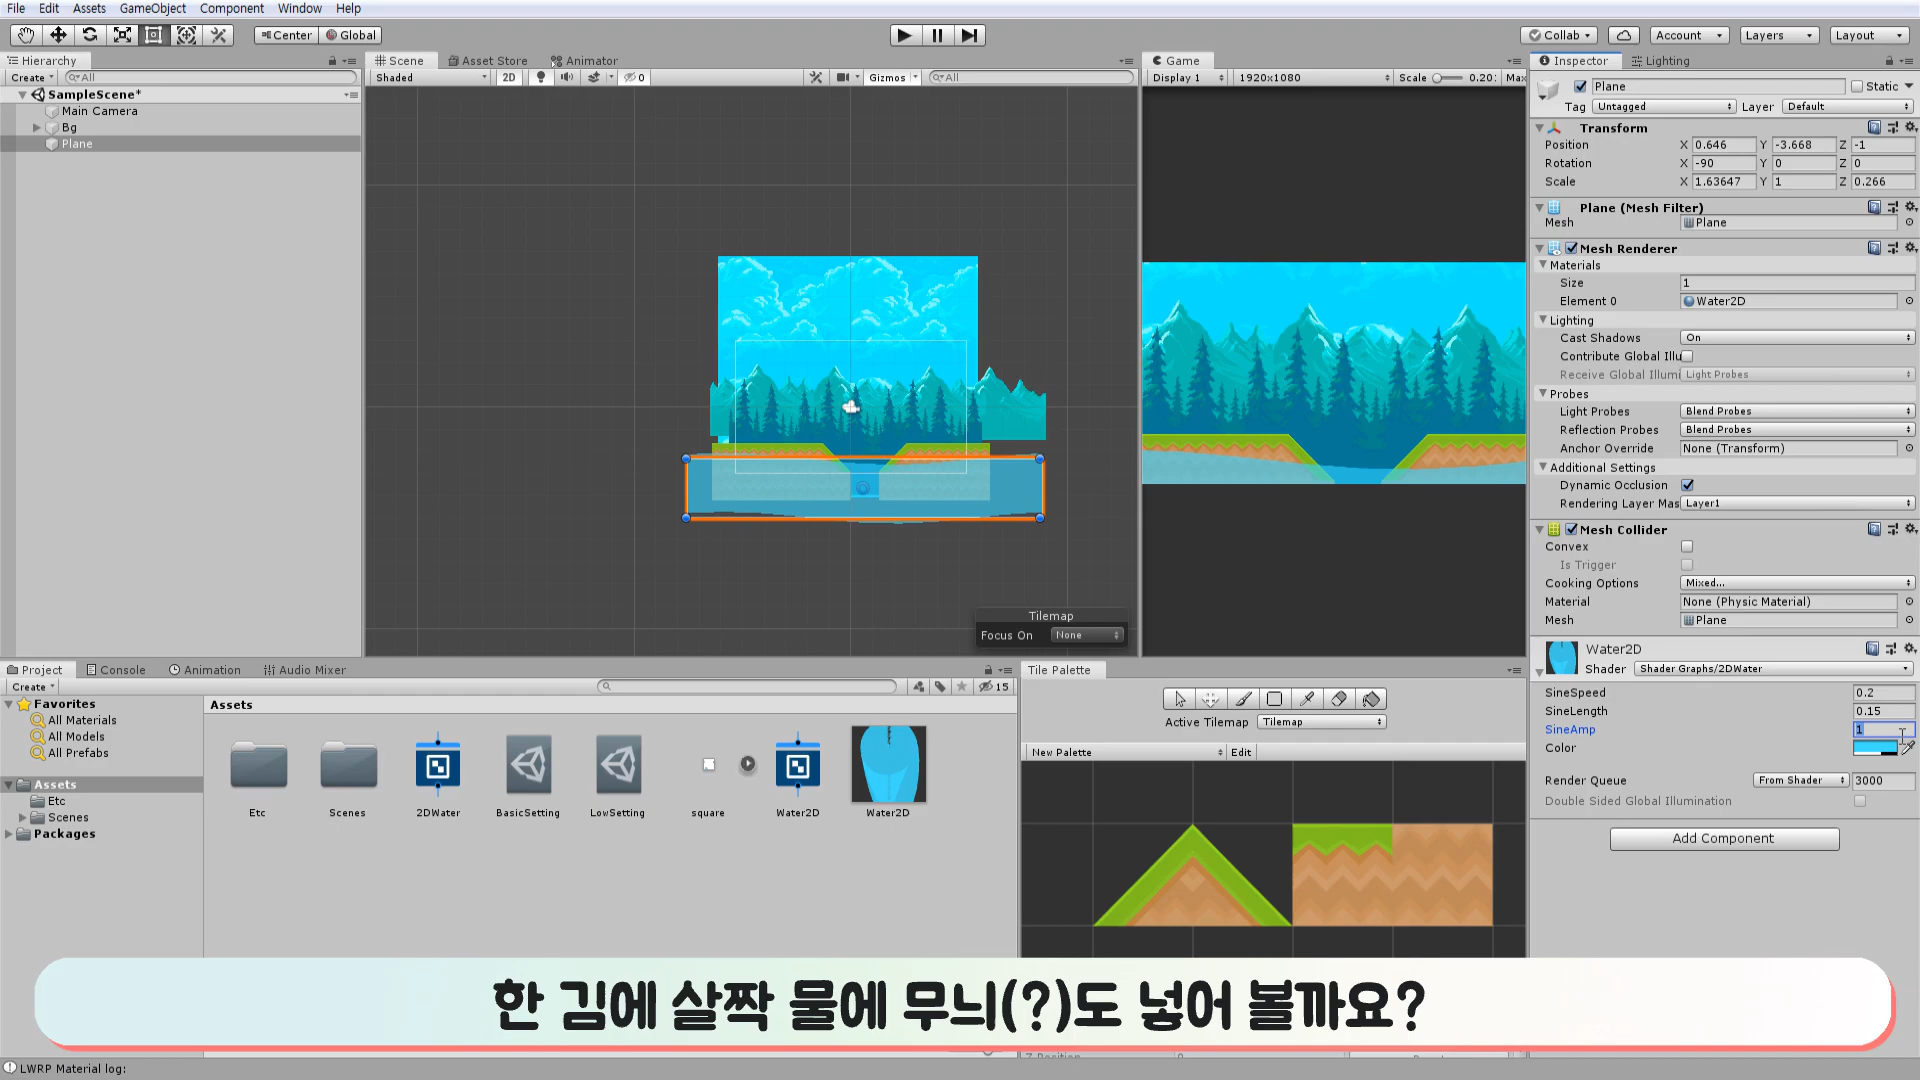 File Edit Assets GameObject Component Window Help
Center Global
Collab Account Layers Layout
Hierarchy
Create All
SampleScene*
Main Camera
Bg
Plane
Scene Asset Store Animator
Shaded 2D 0 Gizmos All
Tilemap
Focus On None
Game
Display 1 1920x1080 Scale 0.20: Max
Inspector Lighting
Plane Static
Tag Untagged Layer Default
Transform
Position X 0.646 Y -3.668 Z -1
Rotation X -90 Y 0 Z 0
Scale X 1.63647 Y 1 Z 0.266
Plane (Mesh Filter)
Mesh Plane
Mesh Renderer
Materials
Size 1
Element 0 Water2D
Lighting
Cast Shadows On
Contribute Global Illu
Receive Global Illumi Light Probes
Probes
Light Probes Blend Probes
Reflection Probes Blend Probes
Anchor Override None (Transform)
Additional Settings
Dynamic Occlusion
Rendering Layer Mas Layer1
Mesh Collider
Convex
Is Trigger
Cooking Options Mixed...
Material None (Physic Material)
Mesh Plane
Water2D
Shader Shader Graphs/2DWater
SineSpeed 0.2
SineLength 0.15
SineAmp 1
Color
Render Queue From Shader 3000
Double Sided Global Illumination
Add Component
Project Console Animation Audio Mixer
Create 15
Favorites
All Materials
All Models
All Prefabs
Assets
Etc
Scenes
Packages
Assets
Etc Scenes 2DWater BasicSetting LowSetting square Water2D Water2D
Tile Palette
Active Tilemap Tilemap
New Palette Edit
한 김에 살짝 물에 무늬(?)도 넣어 볼까요?
LWRP Material log: